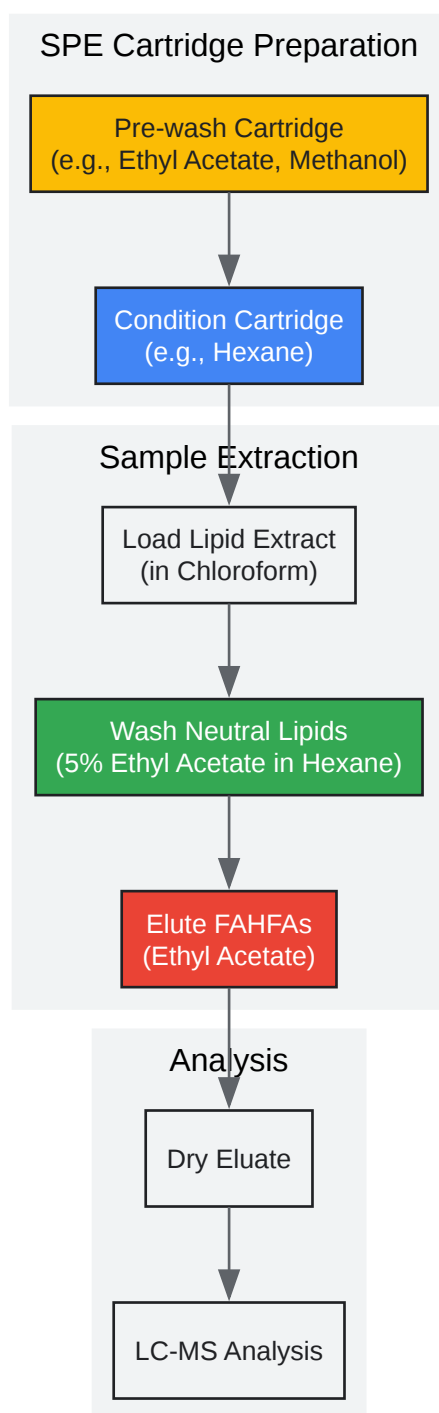 SPE Cartridge Preparation
Pre-wash Cartridge
(e.g., Ethyl Acetate, Methanol)
Condition Cartridge
(e.g., Hexane)
Sample Extraction
Load Lipid Extract
(in Chloroform)
Wash Neutral Lipids
(5% Ethyl Acetate in Hexane)
Elute FAHFAs
(Ethyl Acetate)
Analysis
Dry Eluate
LC-MS Analysis